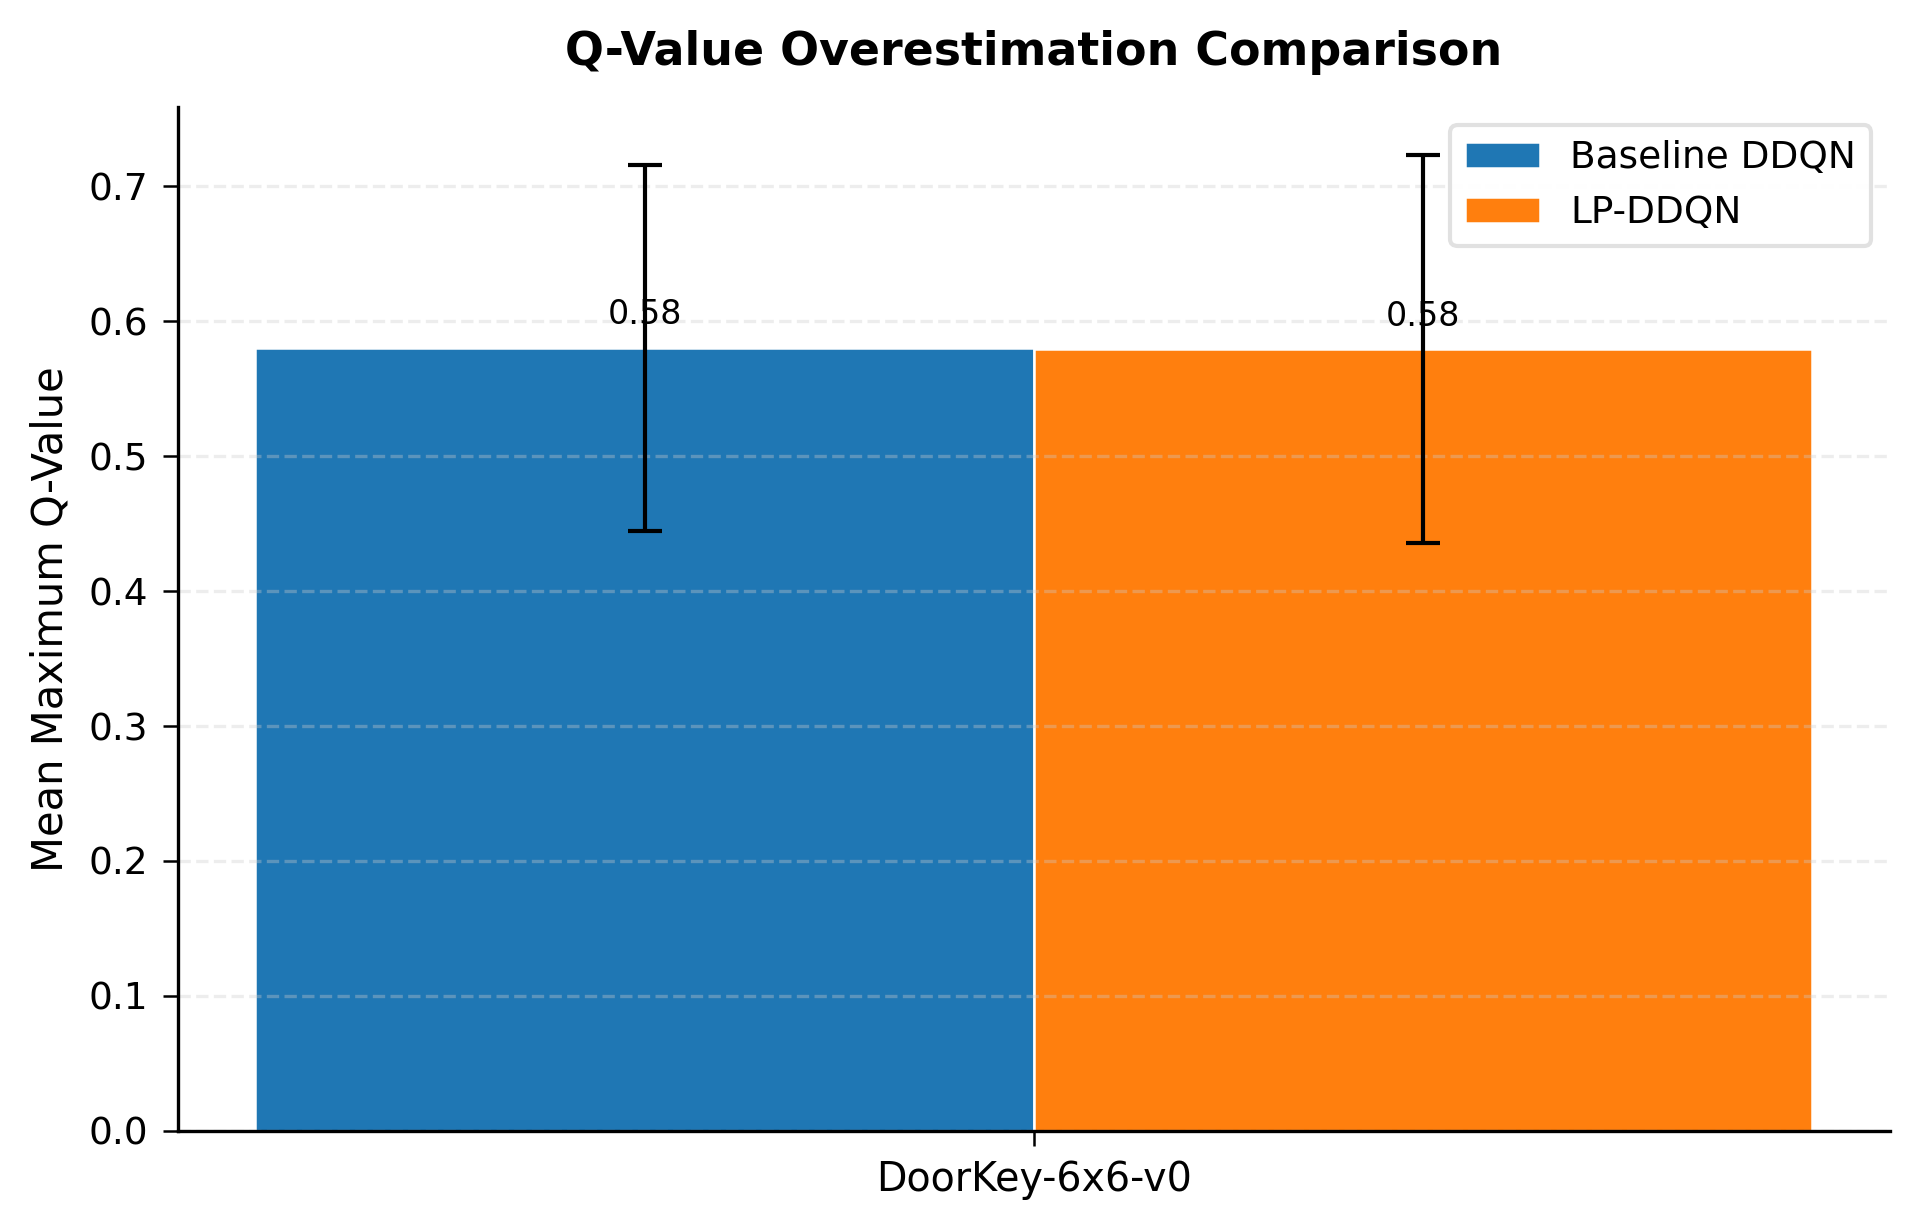 Q-Value Overestimation Comparison
Baseline DDQN
LP-DDQN
Mean Maximum Q-Value
0.7
0.6
0.5
0.4
0.3
0.2
0.1
0.0
0.58
0.58
DoorKey-6x6-v0